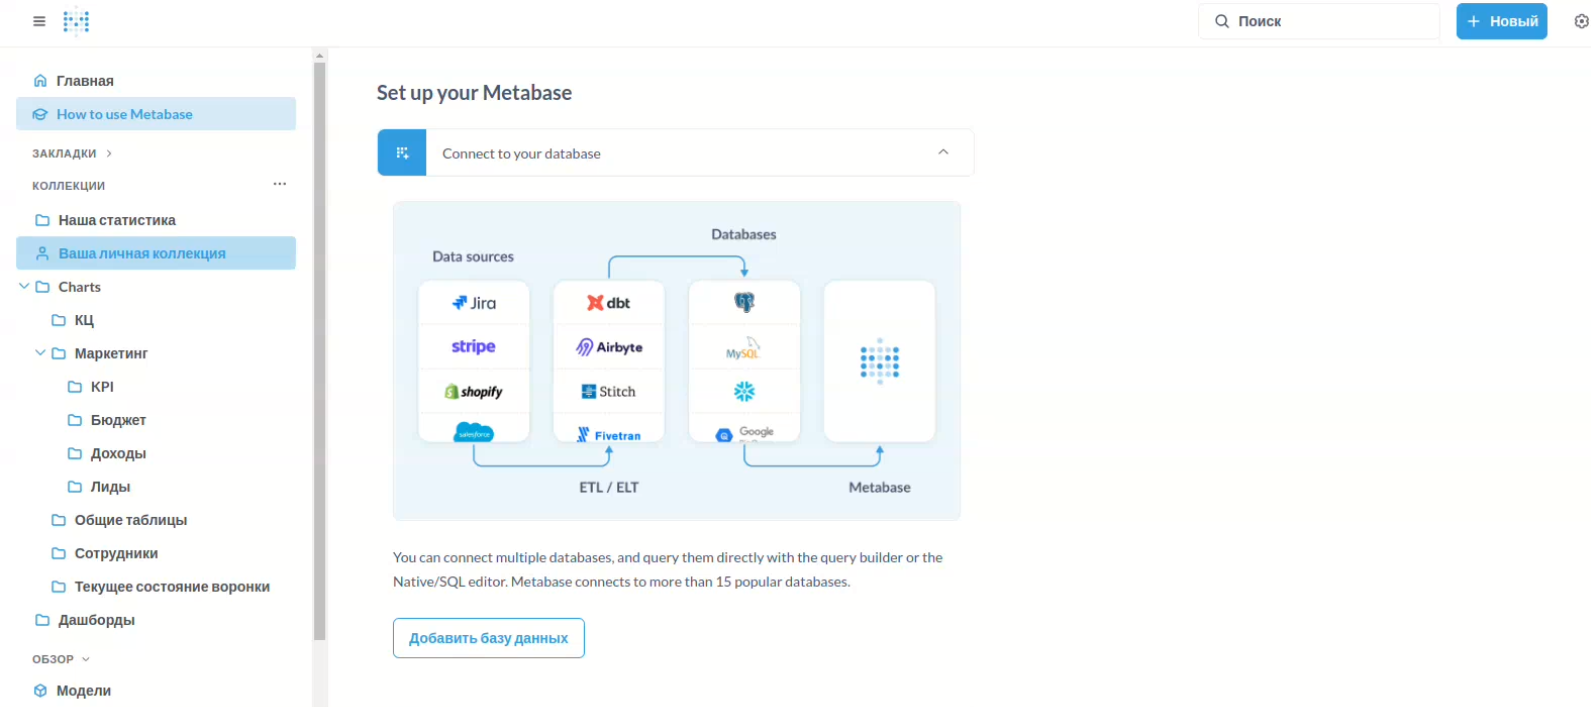 Поиск
+ Новый
Главная
How to use Metabase
ЗАКЛАДКИ
КОЛЛЕКЦИИ
Наша статистика
Ваша личная коллекция
Charts
КЦ
Маркетинг
KPI
Бюджет
Доходы
Лиды
Общие таблицы
Сотрудники
Текущее состояние воронки
Дашборды
ОБЗОР
Модели
Set up your Metabase
Connect to your database
Databases
Data sources
Jira
stripe
shopify
salesforce
dbt
Airbyte
Stitch
Fivetran
MySQL
Google
ETL / ELT
Metabase
You can connect multiple databases, and query them directly with the query builder or the
Native/SQL editor. Metabase connects to more than 15 popular databases.
Добавить базу данных